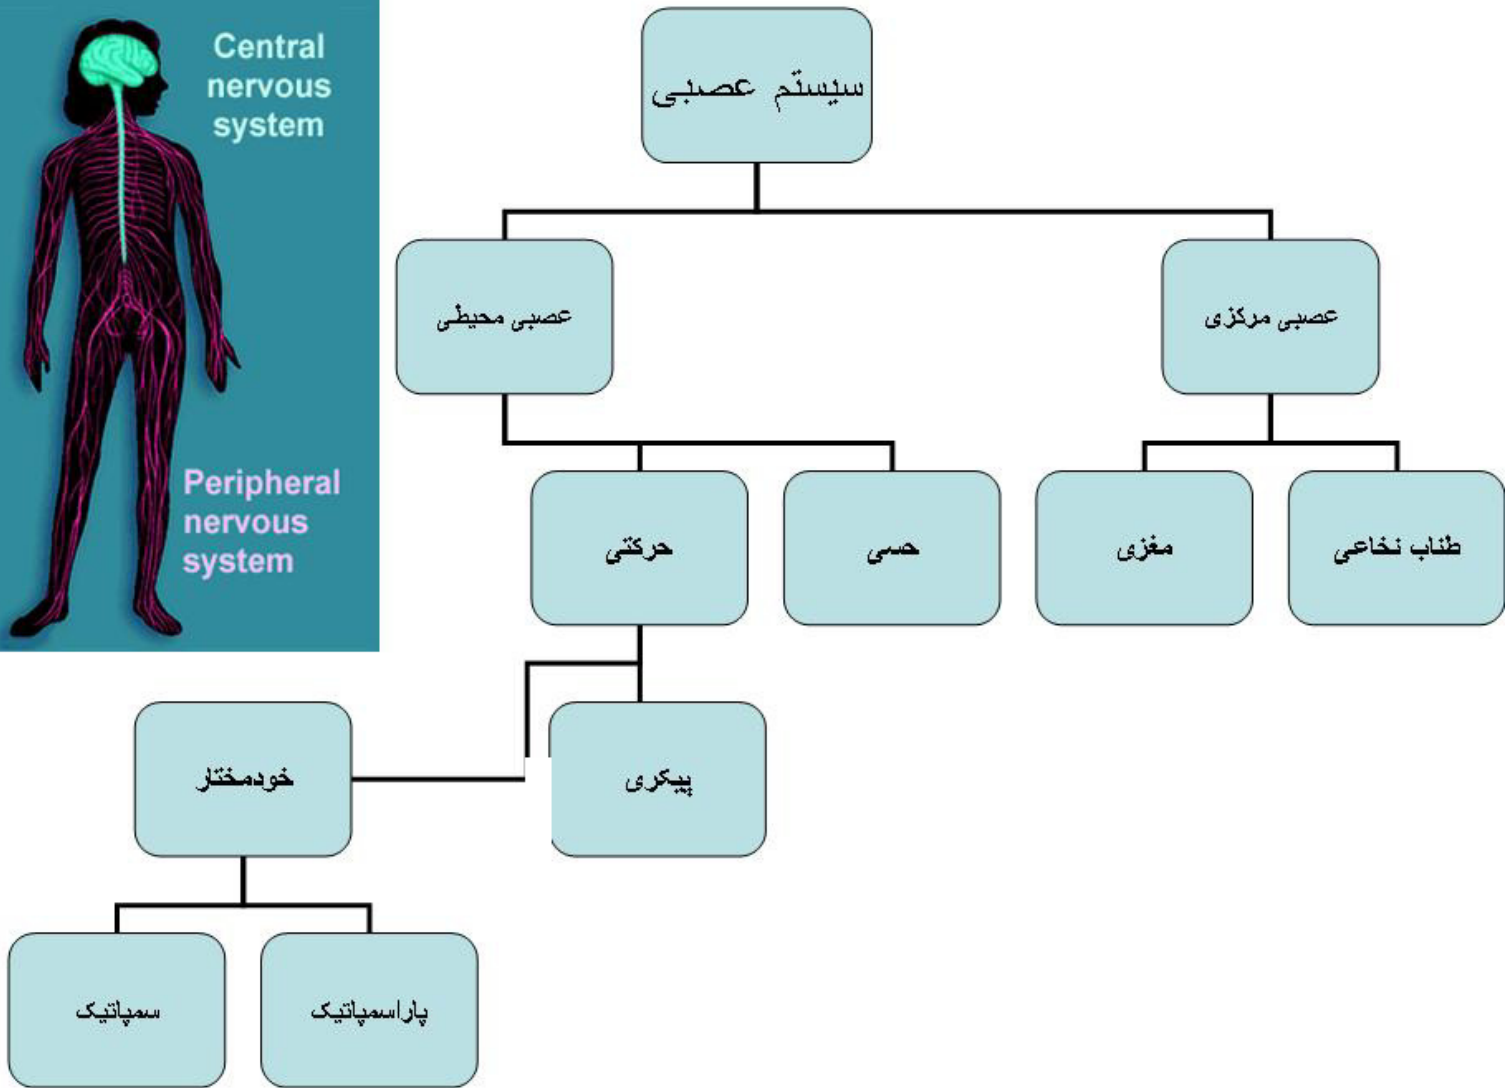 Central
nervous
system
Peripheral
nervous
system
سیستم عصبی
عصبی مرکزی
عصبی محیطی
طناب نخاعی
مغزی
حسی
حرکتی
پیکری
خودمختار
پاراسمپاتیک
سمپاتیک